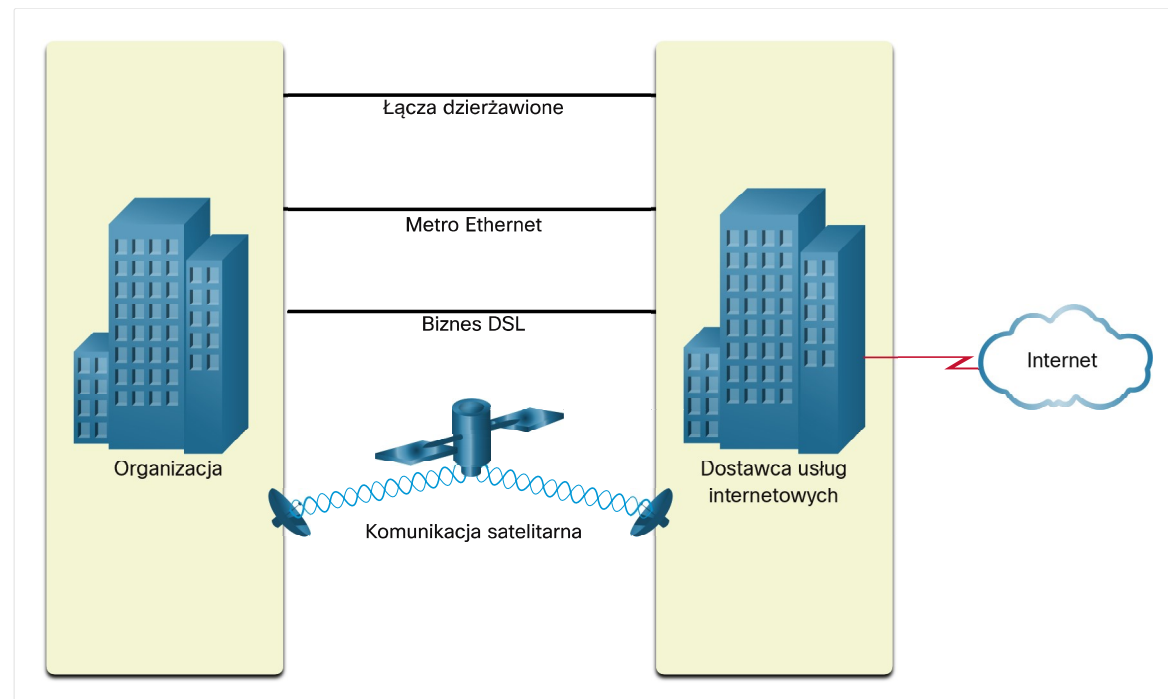 Łącza dzierżawione
Metro Ethernet
Biznes DSL
Internet
Organizacja
Dostawca usług
internetowych
Komunikacja satelitarna